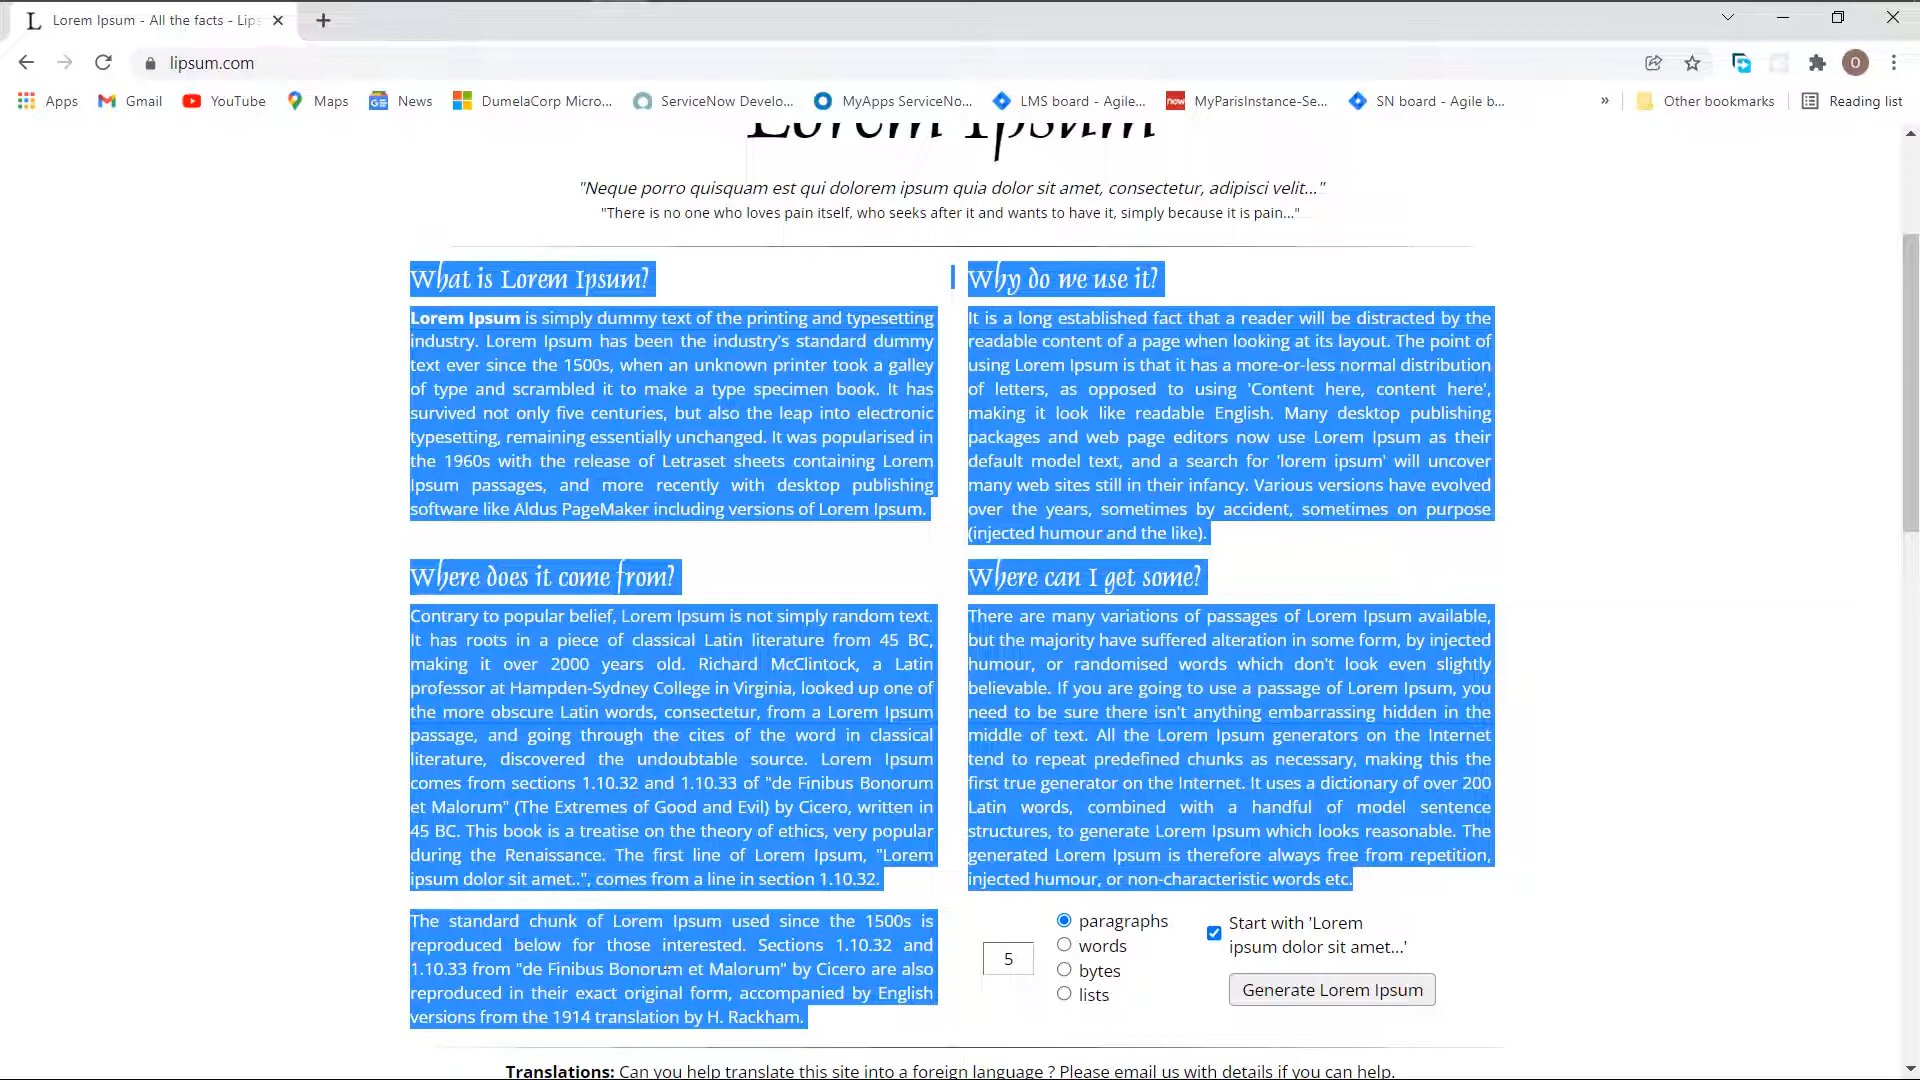 L Lorem Ipsum - All the facts - Lips
lipsum.com
O
Apps Gmail YouTube Maps News DumelaCorp Micro... ServiceNow Develo... MyApps ServiceNo... LMS board - Agile... now MyParisInstance-Se... SN board - Agile b... » Other bookmarks Reading list
Lorem Ipsum
"Neque porro quisquam est qui dolorem ipsum quia dolor sit amet, consectetur, adipisci velit..."
"There is no one who loves pain itself, who seeks after it and wants to have it, simply because it is pain..."
What is Lorem Ipsum?
Lorem Ipsum is simply dummy text of the printing and typesetting
industry. Lorem Ipsum has been the industry's standard dummy
text ever since the 1500s, when an unknown printer took a galley
of type and scrambled it to make a type specimen book. It has
survived not only five centuries, but also the leap into electronic
typesetting, remaining essentially unchanged. It was popularised in
the 1960s with the release of Letraset sheets containing Lorem
Ipsum passages, and more recently with desktop publishing
software like Aldus PageMaker including versions of Lorem Ipsum.
Why do we use it?
It is a long established fact that a reader will be distracted by the
readable content of a page when looking at its layout. The point of
using Lorem Ipsum is that it has a more-or-less normal distribution
of letters, as opposed to using 'Content here, content here',
making it look like readable English. Many desktop publishing
packages and web page editors now use Lorem Ipsum as their
default model text, and a search for 'lorem ipsum' will uncover
many web sites still in their infancy. Various versions have evolved
over the years, sometimes by accident, sometimes on purpose
(injected humour and the like).
Where does it come from?
Contrary to popular belief, Lorem Ipsum is not simply random text.
It has roots in a piece of classical Latin literature from 45 BC,
making it over 2000 years old. Richard McClintock, a Latin
professor at Hampden-Sydney College in Virginia, looked up one of
the more obscure Latin words, consectetur, from a Lorem Ipsum
passage, and going through the cites of the word in classical
literature, discovered the undoubtable source. Lorem Ipsum
comes from sections 1.10.32 and 1.10.33 of "de Finibus Bonorum
et Malorum" (The Extremes of Good and Evil) by Cicero, written in
45 BC. This book is a treatise on the theory of ethics, very popular
during the Renaissance. The first line of Lorem Ipsum, "Lorem
ipsum dolor sit amet..", comes from a line in section 1.10.32.
The standard chunk of Lorem Ipsum used since the 1500s is
reproduced below for those interested. Sections 1.10.32 and
1.10.33 from "de Finibus Bonorum et Malorum" by Cicero are also
reproduced in their exact original form, accompanied by English
versions from the 1914 translation by H. Rackham.
Where can I get some?
There are many variations of passages of Lorem Ipsum available,
but the majority have suffered alteration in some form, by injected
humour, or randomised words which don't look even slightly
believable. If you are going to use a passage of Lorem Ipsum, you
need to be sure there isn't anything embarrassing hidden in the
middle of text. All the Lorem Ipsum generators on the Internet
tend to repeat predefined chunks as necessary, making this the
first true generator on the Internet. It uses a dictionary of over 200
Latin words, combined with a handful of model sentence
structures, to generate Lorem Ipsum which looks reasonable. The
generated Lorem Ipsum is therefore always free from repetition,
injected humour, or non-characteristic words etc.
5
paragraphs
words
bytes
lists
Start with 'Lorem
ipsum dolor sit amet...'
Generate Lorem Ipsum
Translations: Can you help translate this site into a foreign language ? Please email us with details if you can help.